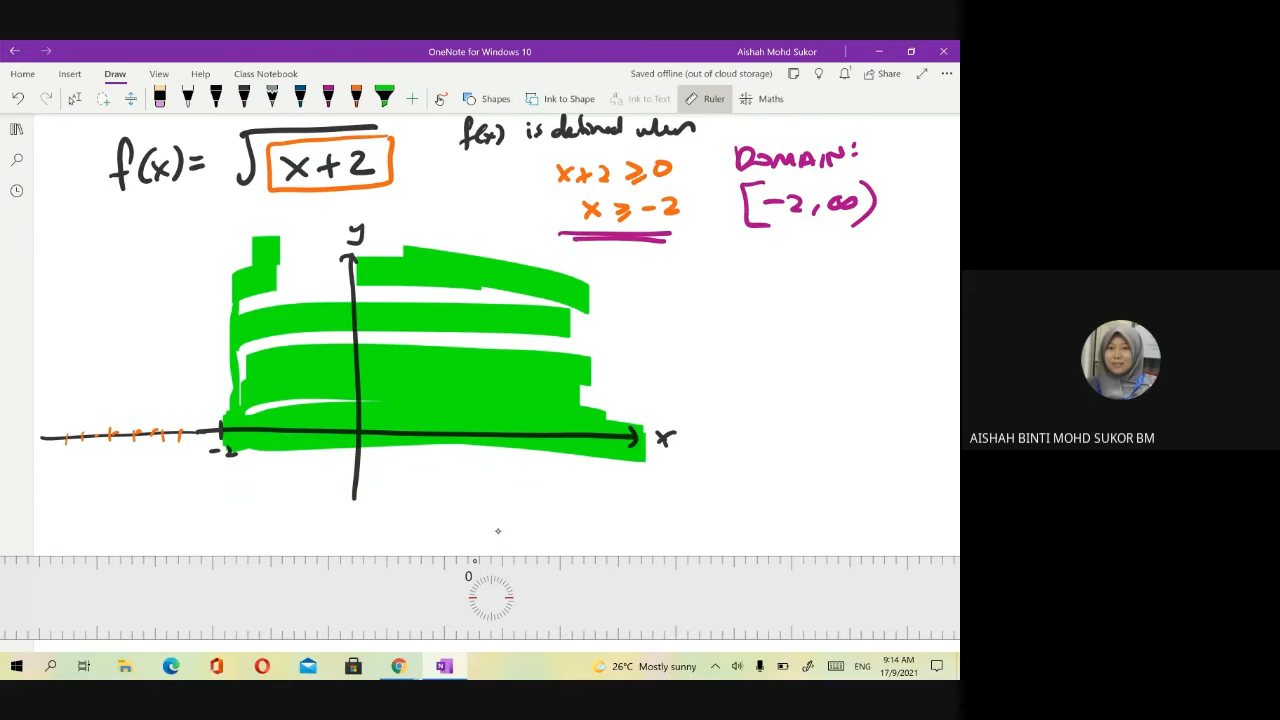 OneNote for Windows 10
Aishah Mohd Sukor
Home Insert Draw View Help Class Notebook
Saved offline (out of cloud storage)
Share
Shapes
Ink to Shape
Ink to Text
Ruler
Maths
f(x) = √x+2
f(x) is defined when
x+2 ≥ 0
x ≥ -2
DOMAIN:
[-2, ∞)
y
x
-2
0
AISHAH BINTI MOHD SUKOR BM
26°C Mostly sunny
ENG
9:14 AM
17/9/2021